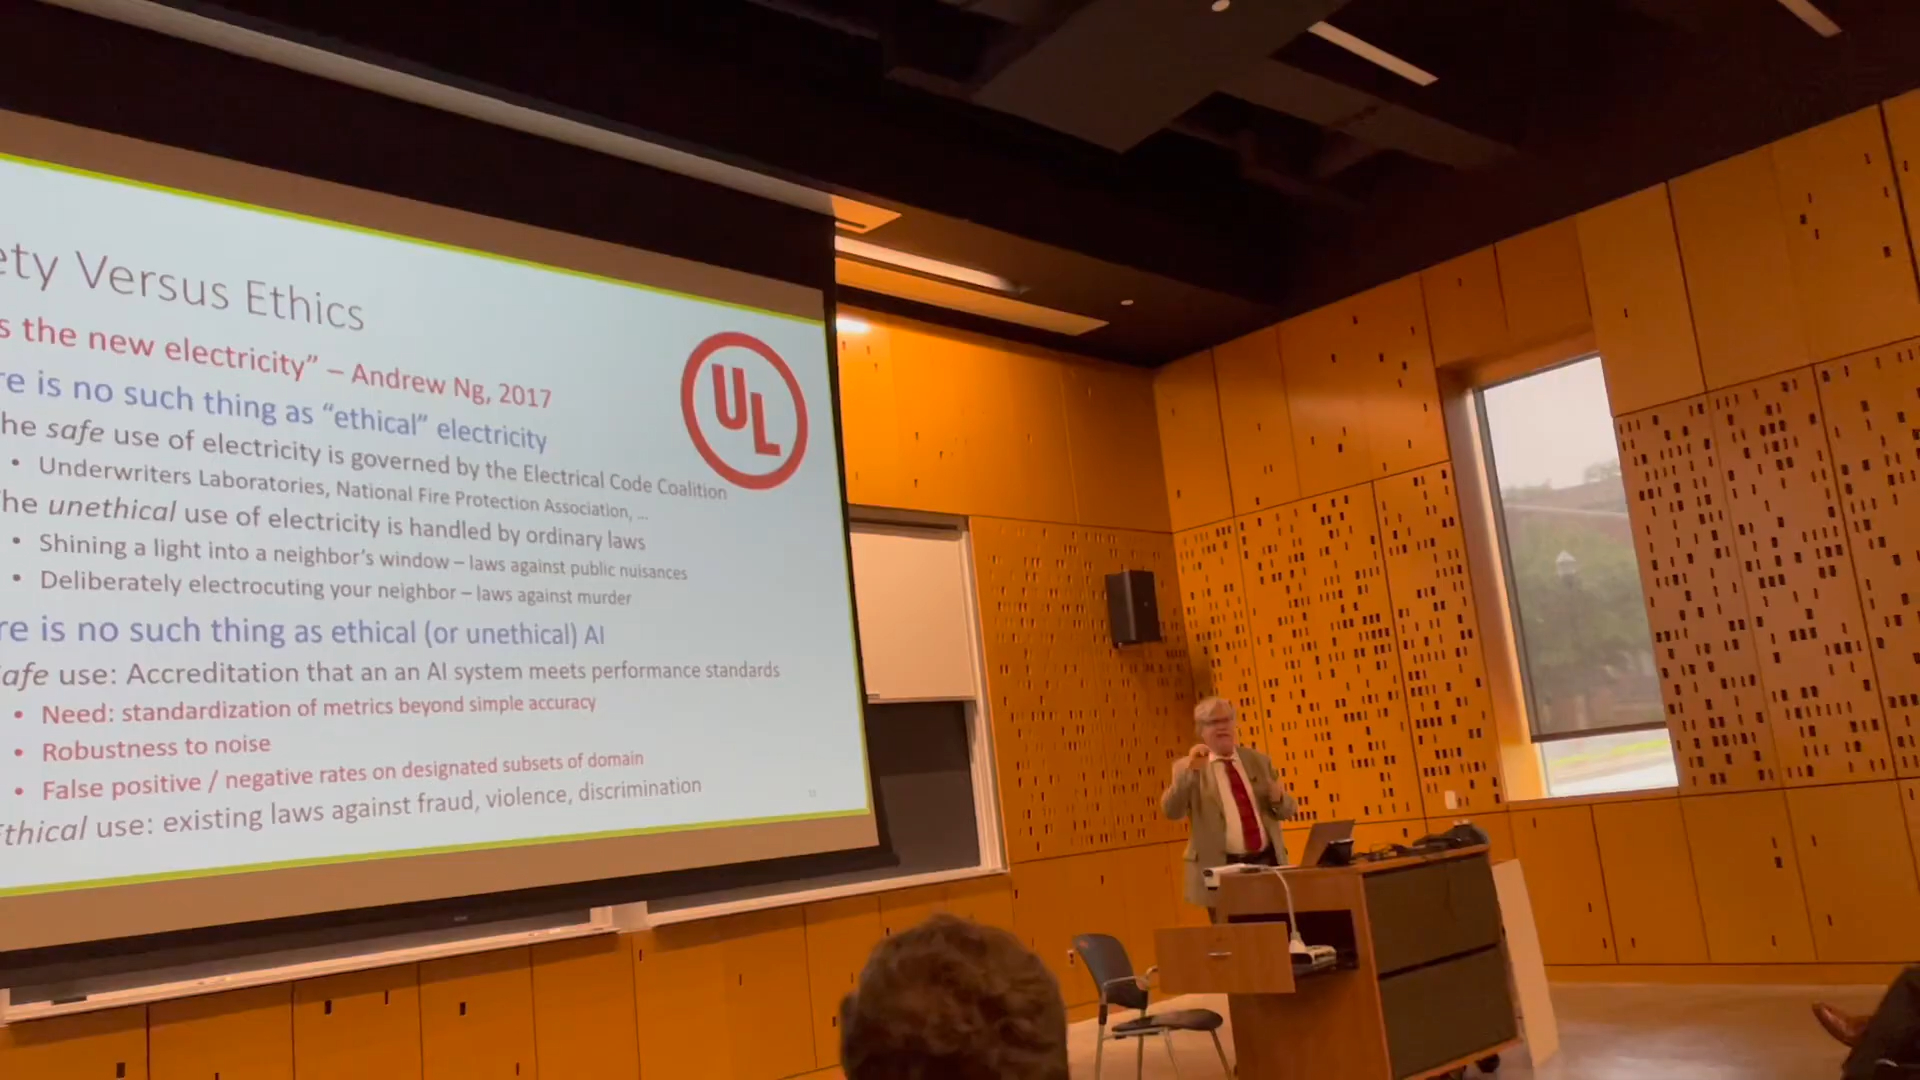 ety Versus Ethics
s the new electricity" – Andrew Ng, 2017
re is no such thing as "ethical" electricity
he safe use of electricity is governed by the Electrical Code Coalition
• Underwriters Laboratories, National Fire Protection Association, ...
he unethical use of electricity is handled by ordinary laws
• Shining a light into a neighbor's window – laws against public nuisances
• Deliberately electrocuting your neighbor – laws against murder
re is no such thing as ethical (or unethical) AI
afe use: Accreditation that an an AI system meets performance standards
• Need: standardization of metrics beyond simple accuracy
• Robustness to noise
• False positive / negative rates on designated subsets of domain
thical use: existing laws against fraud, violence, discrimination
UL